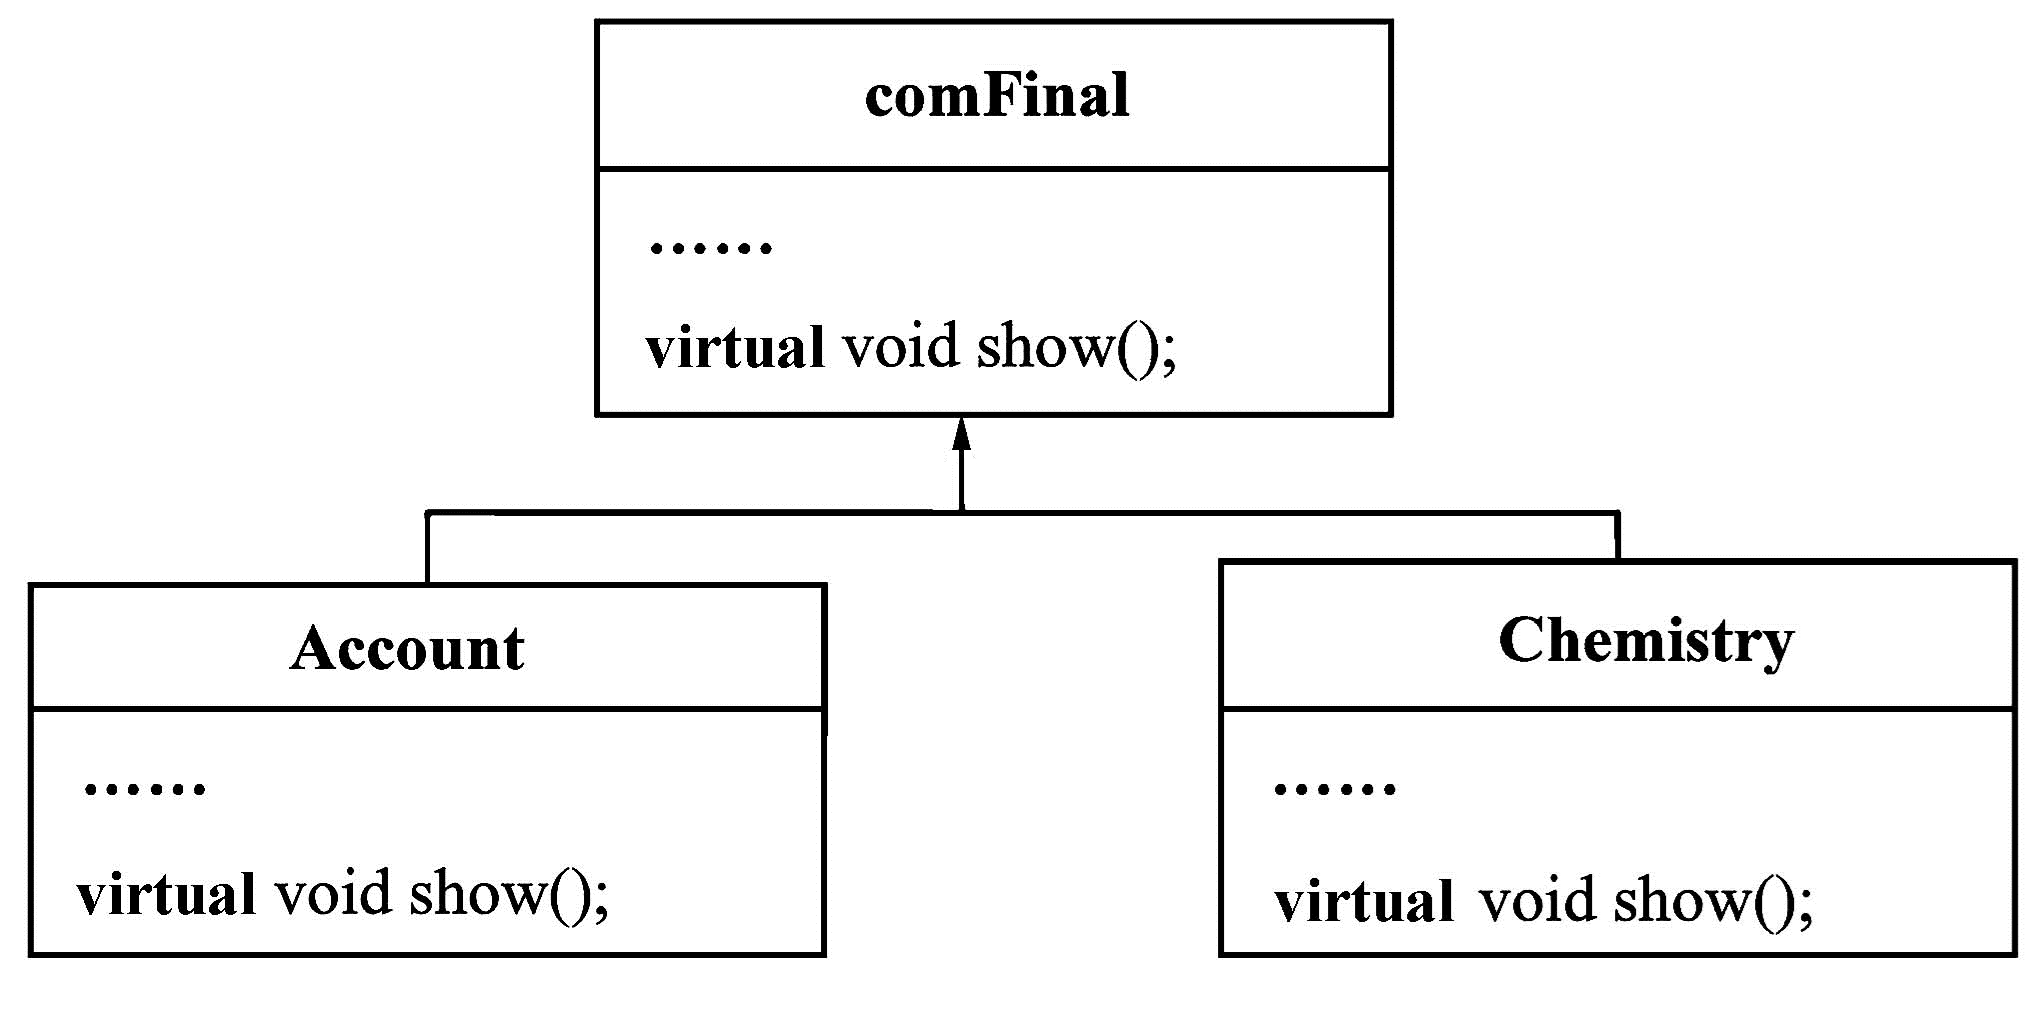 comFinal
……
virtual void show();
Account
……
virtual void show();
Chemistry
……
virtual void show();